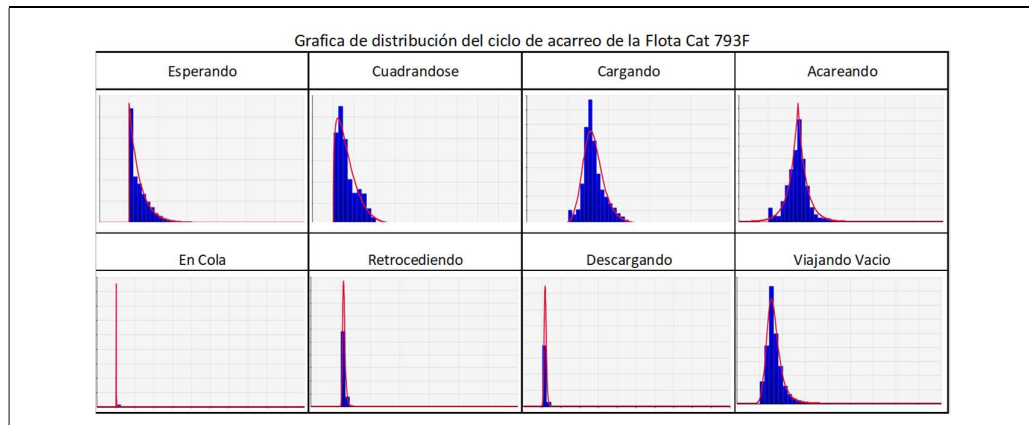 Grafica de distribución del ciclo de acarreo de la Flota Cat 793F
Esperando Cuadrandose Cargando Acareando
En Cola Retrocediendo Descargando Viajando Vacio